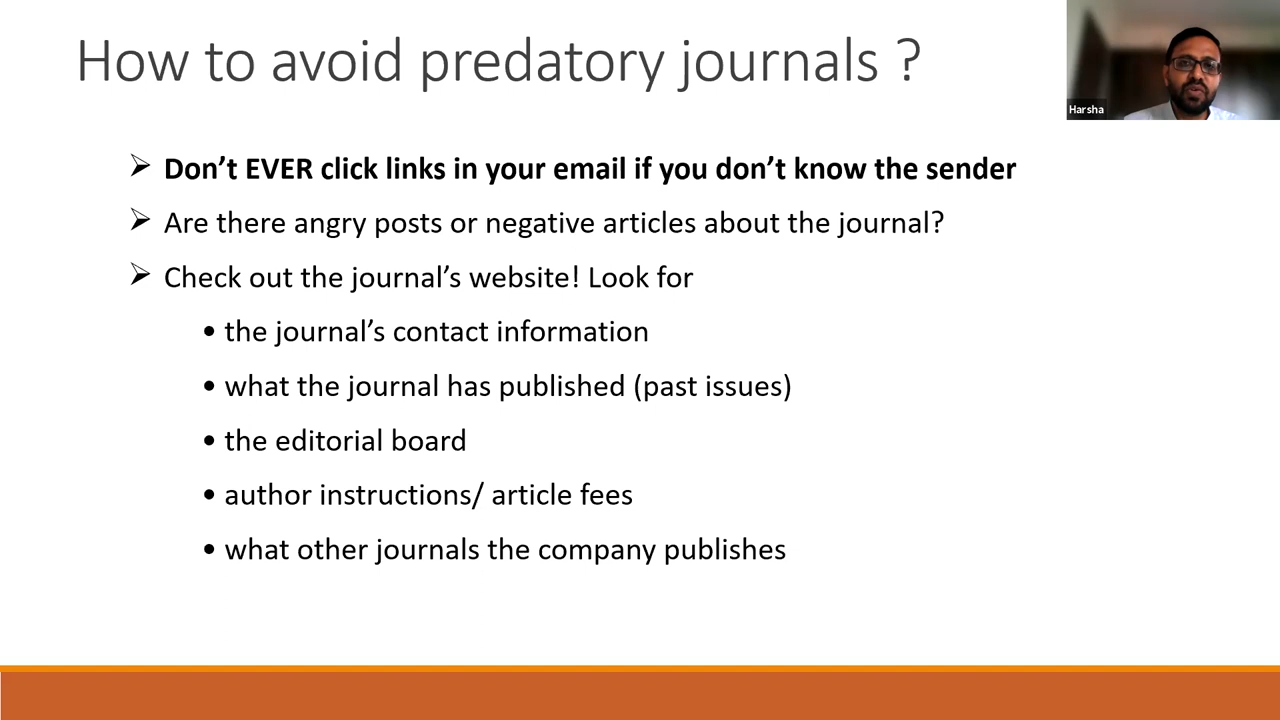 How to avoid predatory journals ?
Harsha
➢ Don’t EVER click links in your email if you don’t know the sender
➢ Are there angry posts or negative articles about the journal?
➢ Check out the journal’s website! Look for
• the journal’s contact information
• what the journal has published (past issues)
• the editorial board
• author instructions/ article fees
• what other journals the company publishes